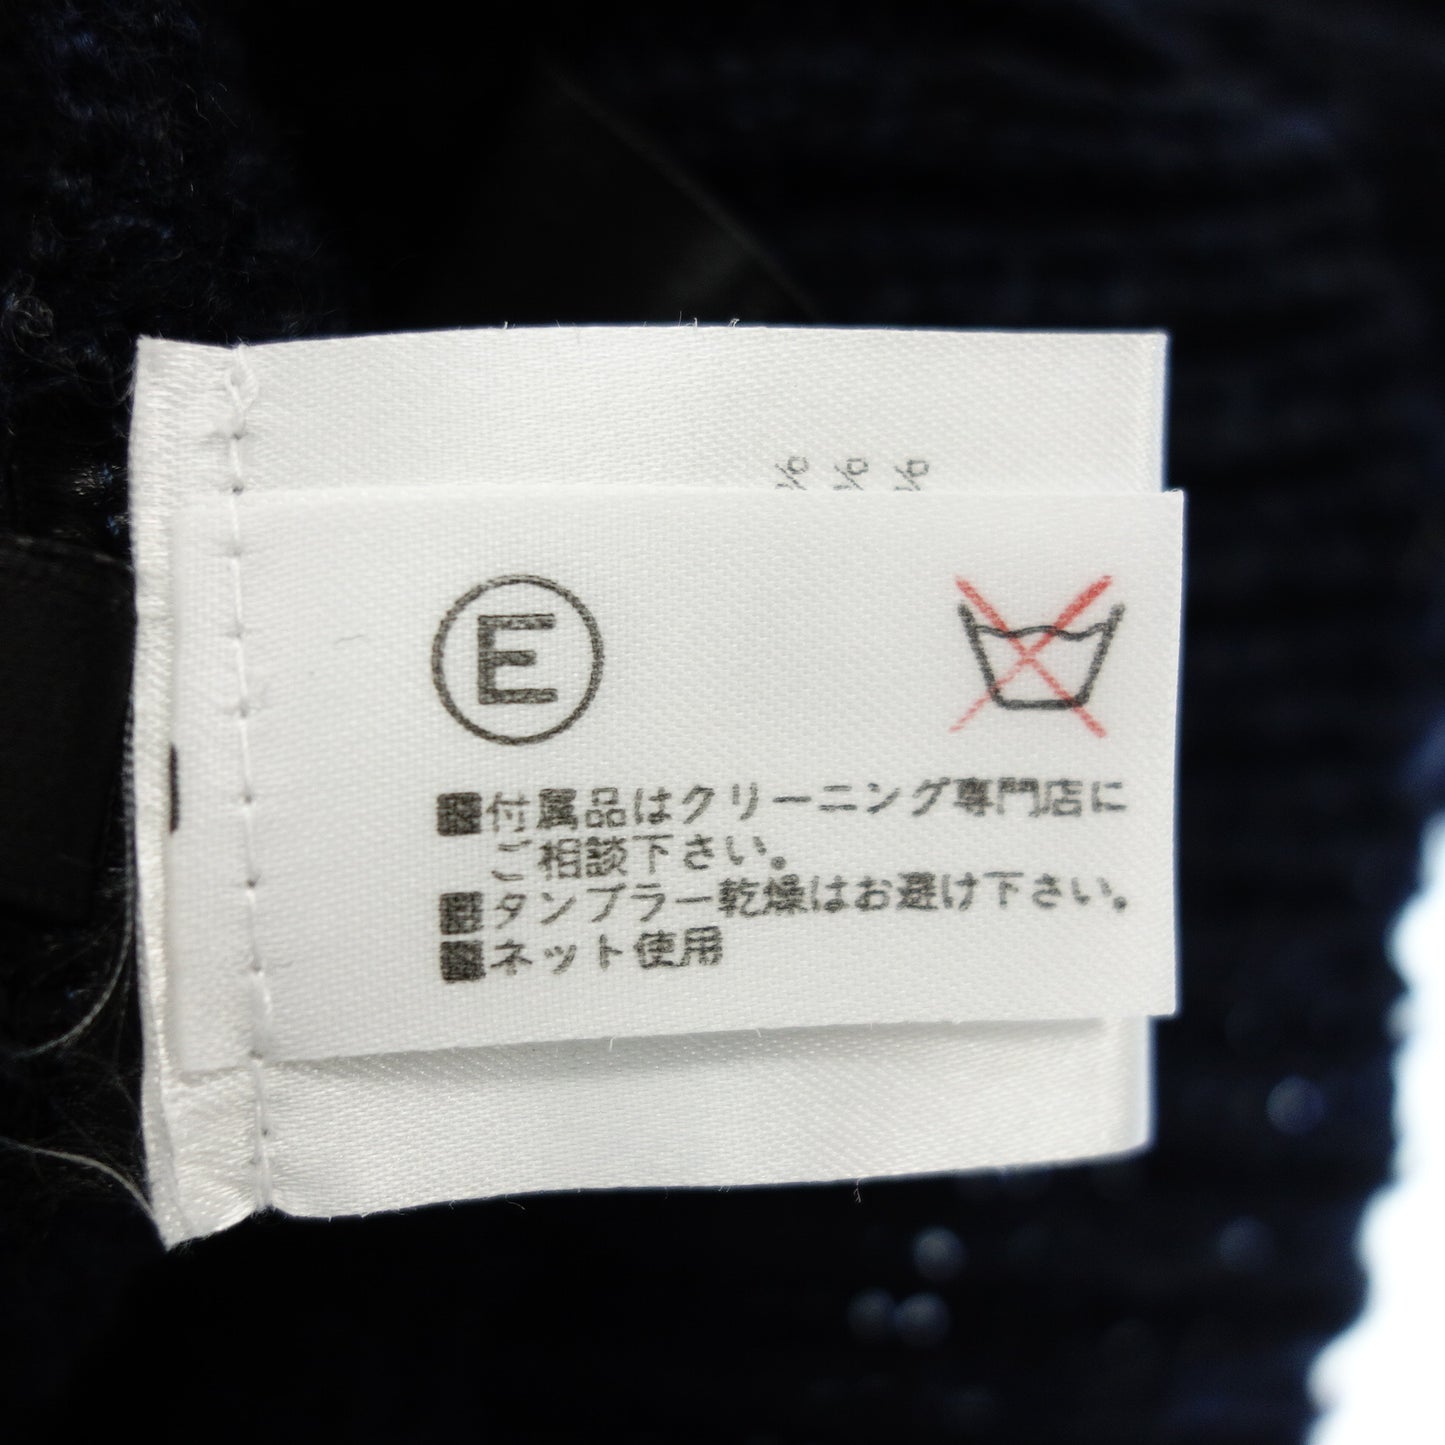 % % %
E
■付属品はクリーニング専門店に
ご相談下さい。
■タンブラー乾燥はお避け下さい。
■ネット使用